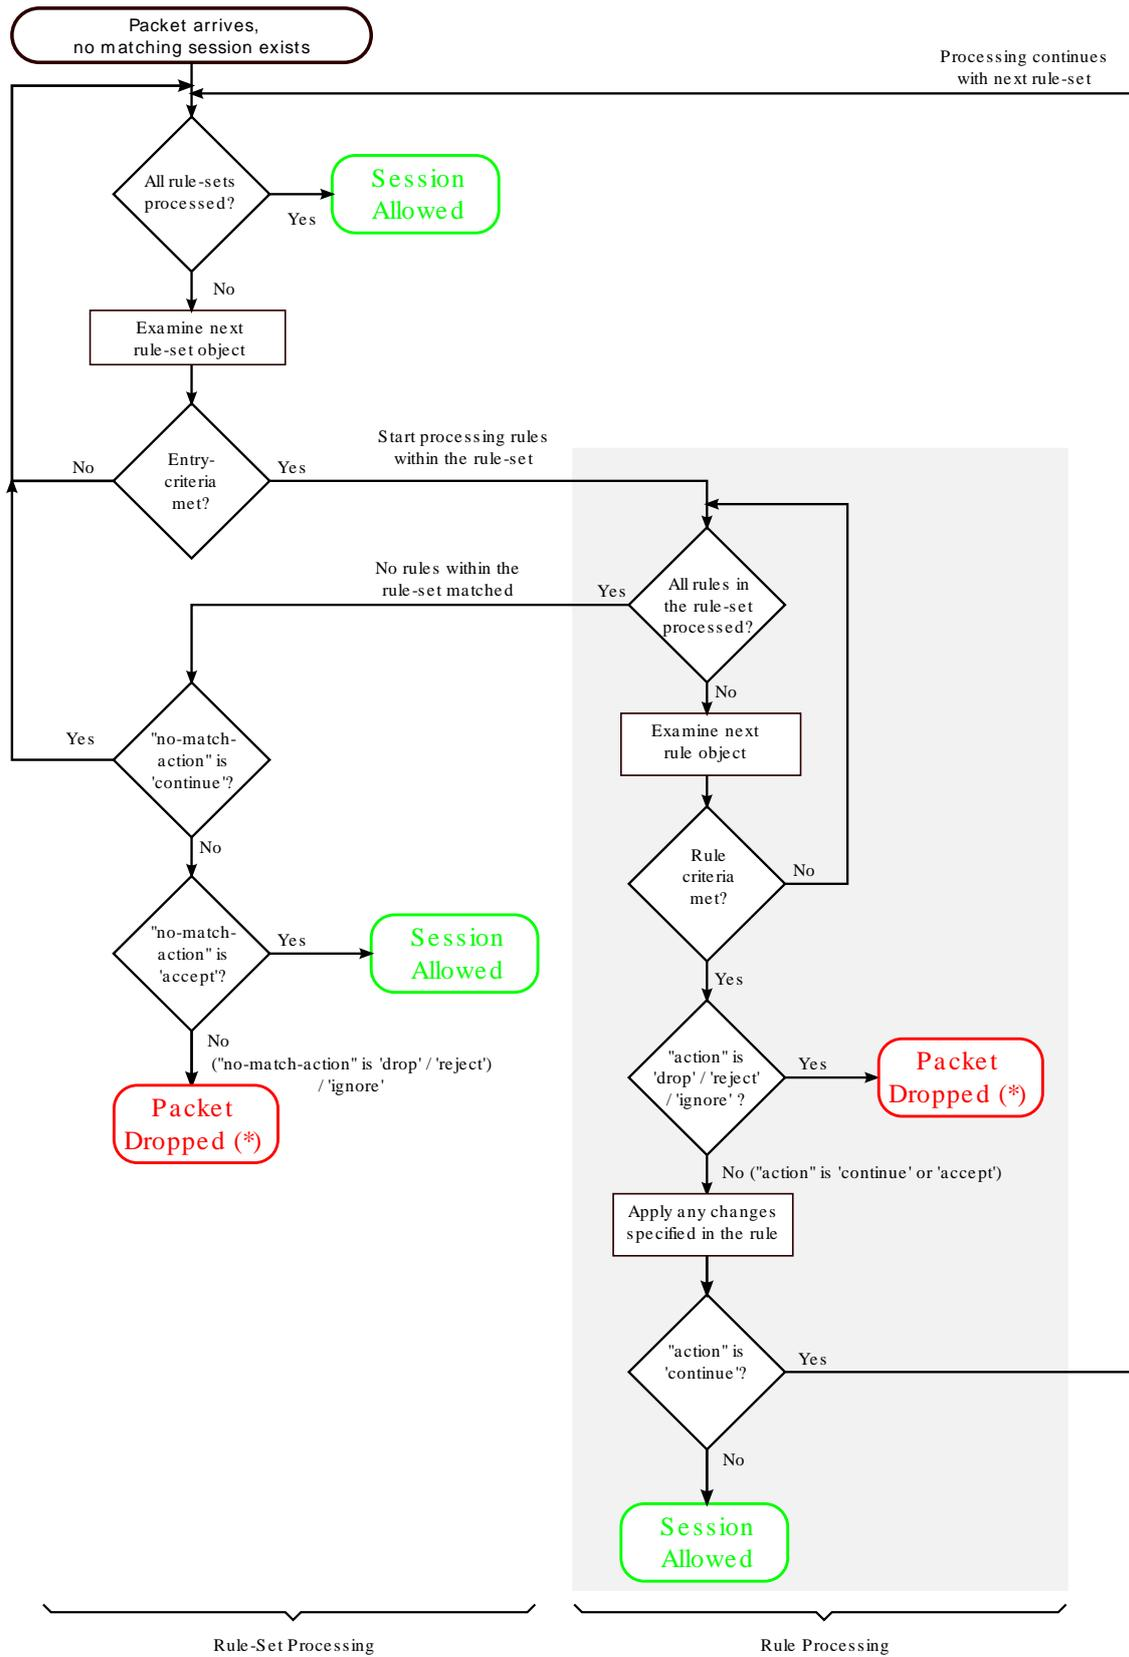 Packet arrives,
no matching session exists
Processing continues
with next rule-set
All rule-sets
processed?
Yes
Session
Allowed
No
Examine next
rule-set object
Entry-
criteria
met?
No
Yes
Start processing rules
within the rule-set
No rules within the
rule-set matched
Yes
All rules in
the rule-set
processed?
No
Examine next
rule object
Rule
criteria
met?
No
Yes
"no-match-
action" is
'continue'?
Yes
No
"no-match-
action" is
'accept'?
Yes
Session
Allowed
No
("no-match-action" is 'drop' / 'reject')
/ 'ignore'
Packet
Dropped (*)
"action" is
'drop' / 'reject'
/ 'ignore' ?
Yes
Packet
Dropped (*)
No ("action" is 'continue' or 'accept')
Apply any changes
specified in the rule
"action" is
'continue'?
Yes
No
Session
Allowed
Rule-Set Processing
Rule Processing